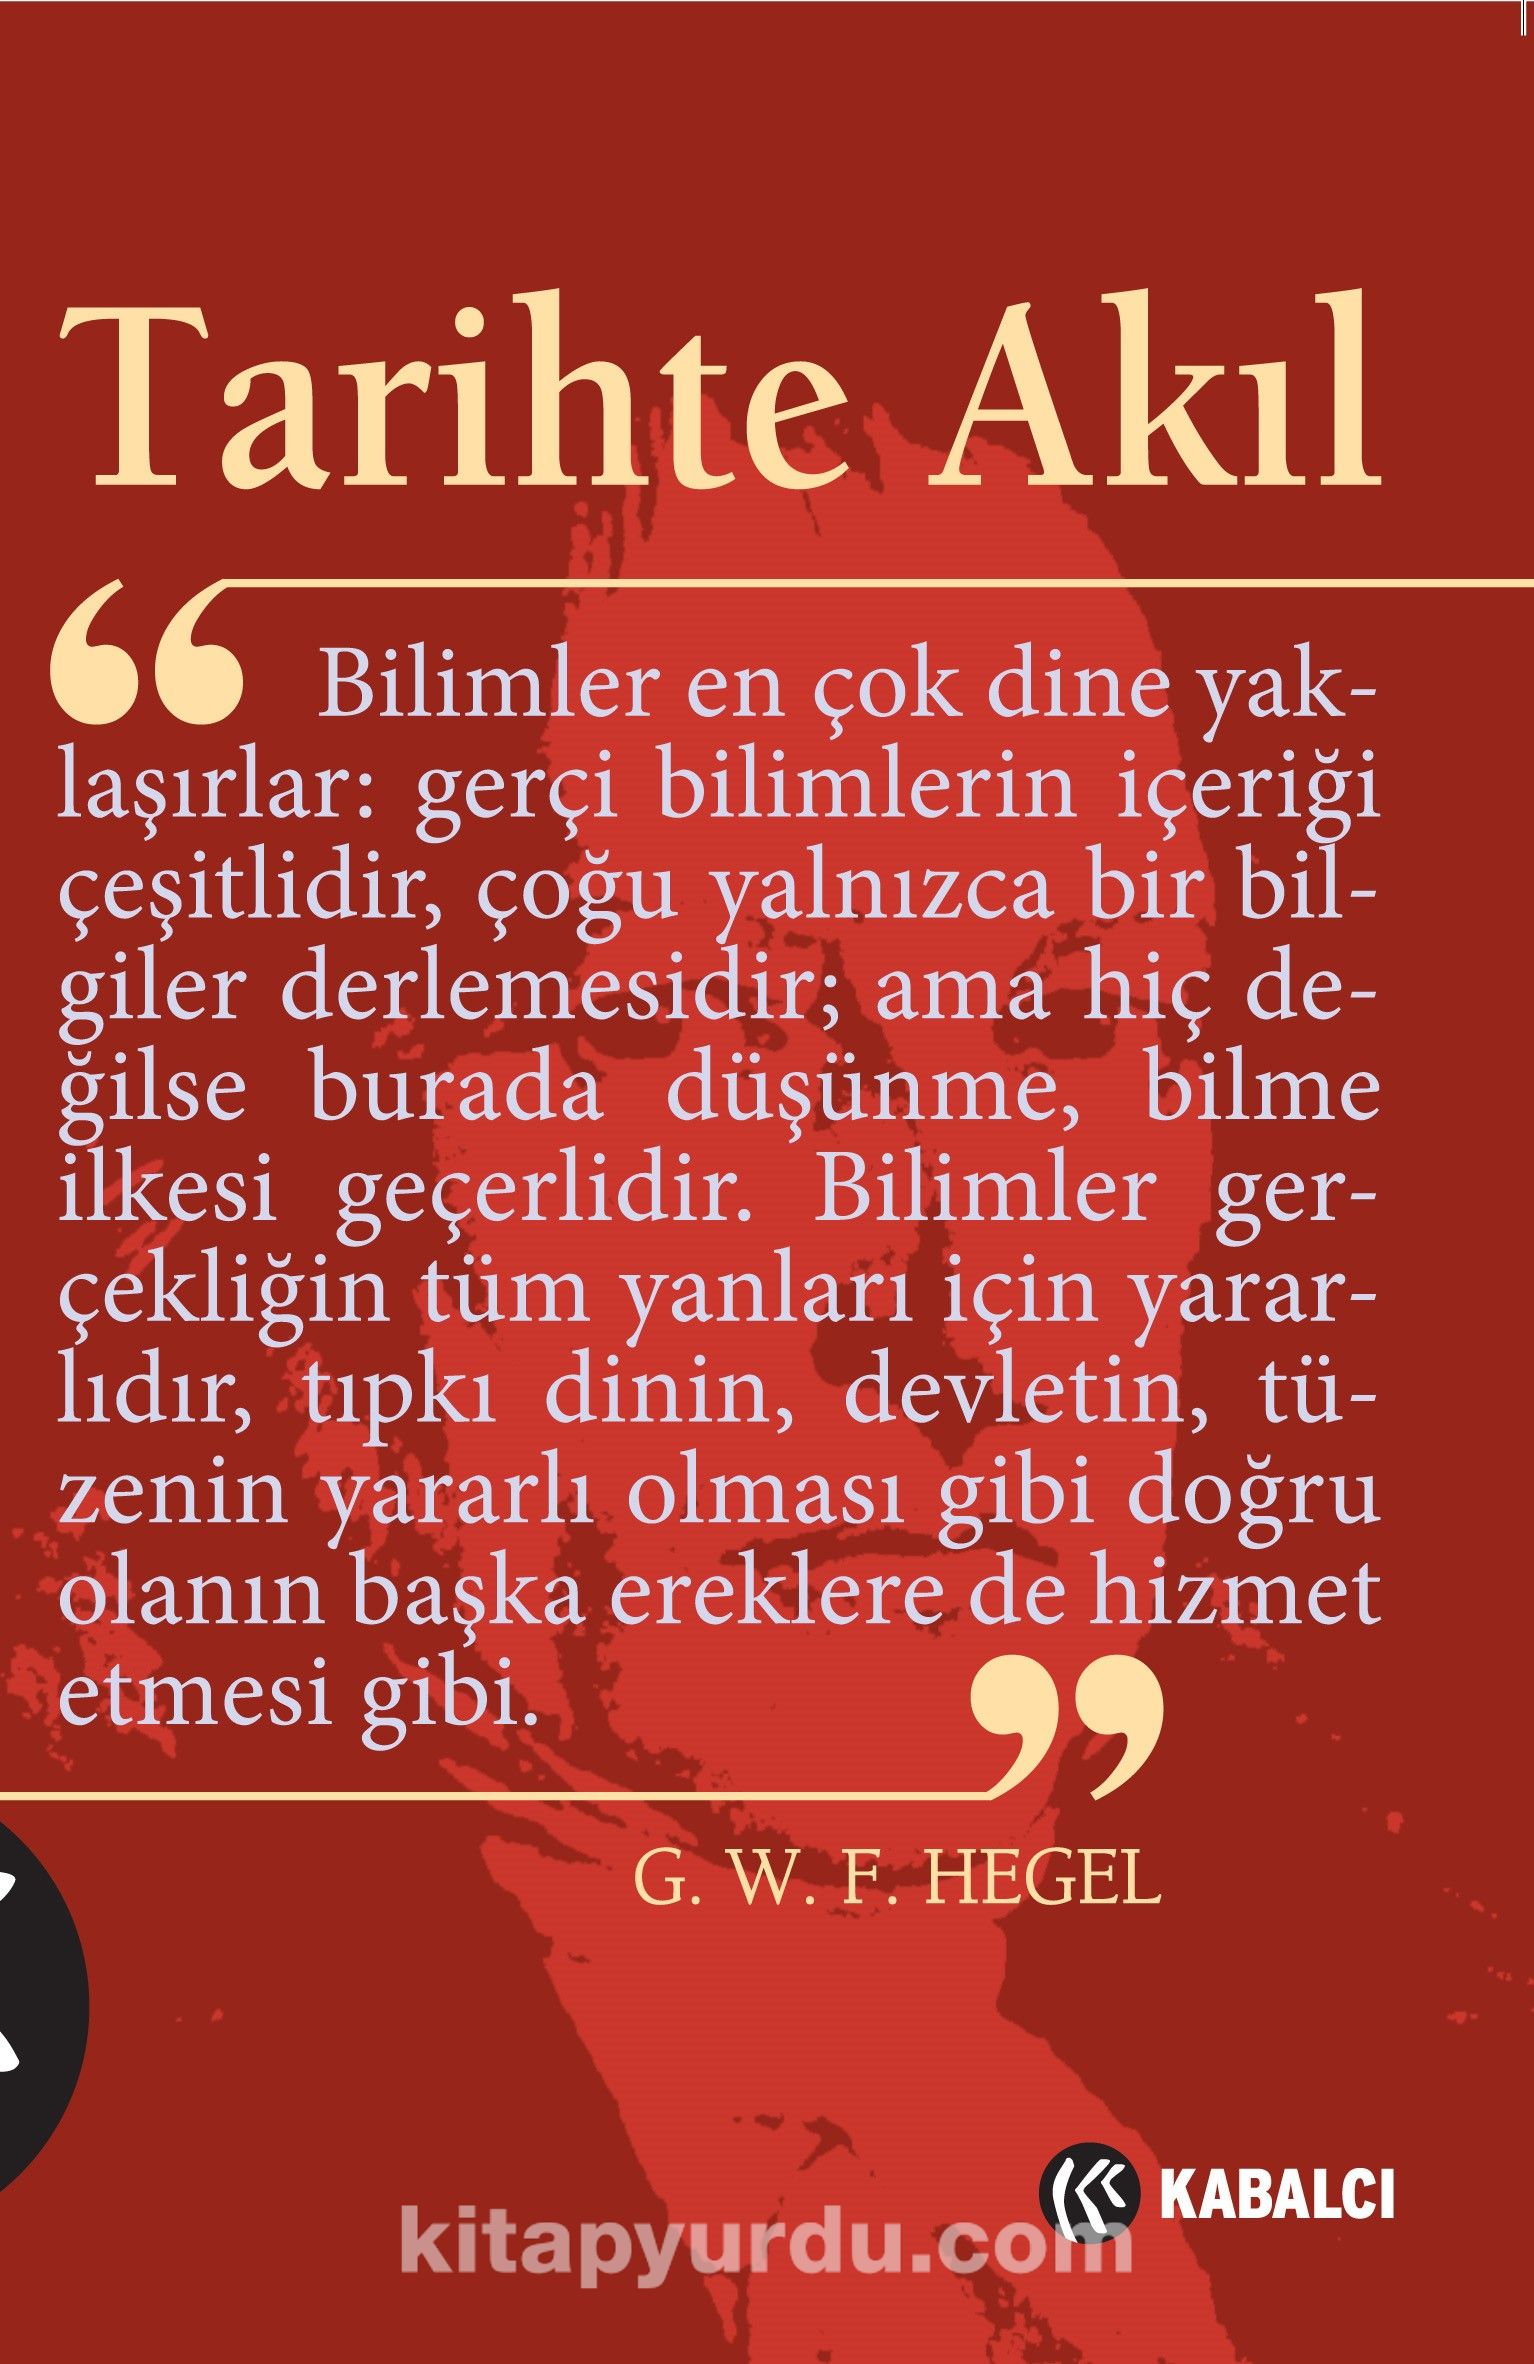 Tarihte Akıl
“ Bilimler en çok dine yak-
laşırlar: gerçi bilimlerin içeriği
çeşitlidir, çoğu yalnızca bir bil-
giler derlemesidir; ama hiç de-
ğilse burada düşünme, bilme
ilkesi geçerlidir. Bilimler ger-
çekliğin tüm yanları için yarar-
lıdır, tıpkı dinin, devletin, tü-
zenin yararlı olması gibi doğru
olanın başka ereklere de hizmet
etmesi gibi. ”
G. W. F. HEGEL
KABALCI
kitapyurdu.com